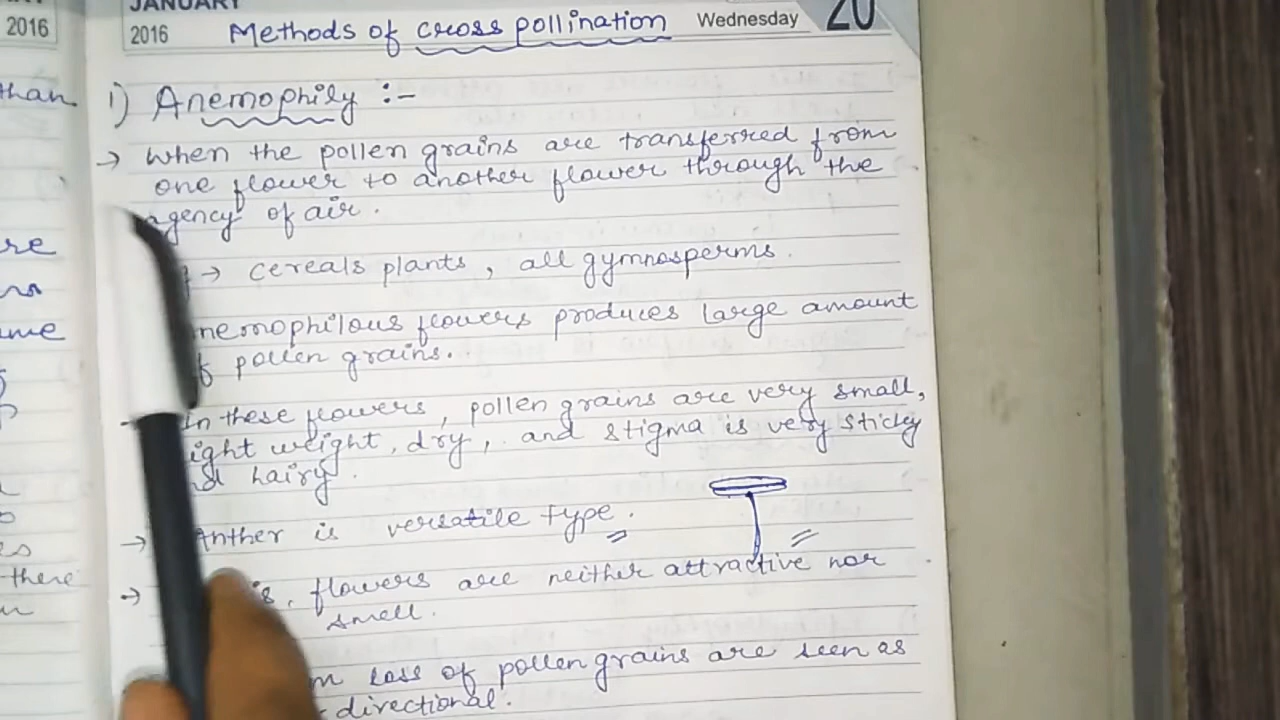 2016
JANUARY
2016
Methods of cross pollination
Wednesday
20
than
1) Anemophily :-
→ when the pollen grains are transferred from
one flower to another flower through the
agency of air.
→ cereals plants, all gymnosperms.
nemophilous flowers produces large amount
pollen grains.
in these flowers, pollen grains are very small,
ight weight, dry, and stigma is very sticky
hairy.
→ Anther is versatile type.
→ flowers are neither attractive nor
smell.
loss of pollen grains are seen as
directional.
re
ume
there